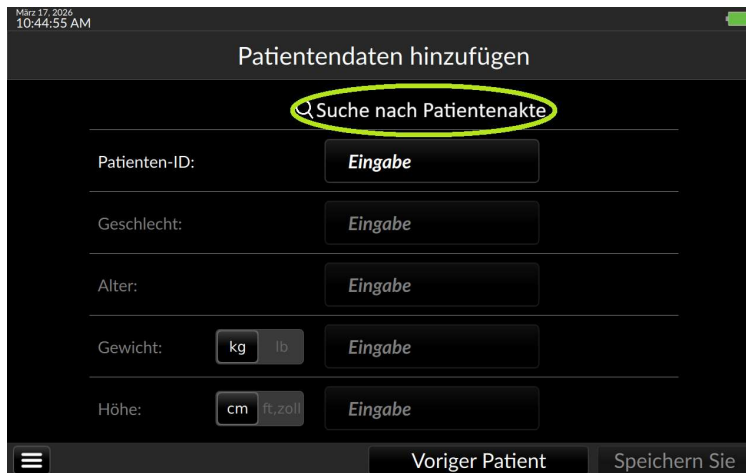 März 17, 2026
10:44:55 AM
Patientendaten hinzufügen
Suche nach Patientenakte
Patienten-ID: Eingabe
Geschlecht: Eingabe
Alter: Eingabe
Gewicht: kg lb Eingabe
Höhe: cm ft,zoll Eingabe
Voriger Patient Speichern Sie